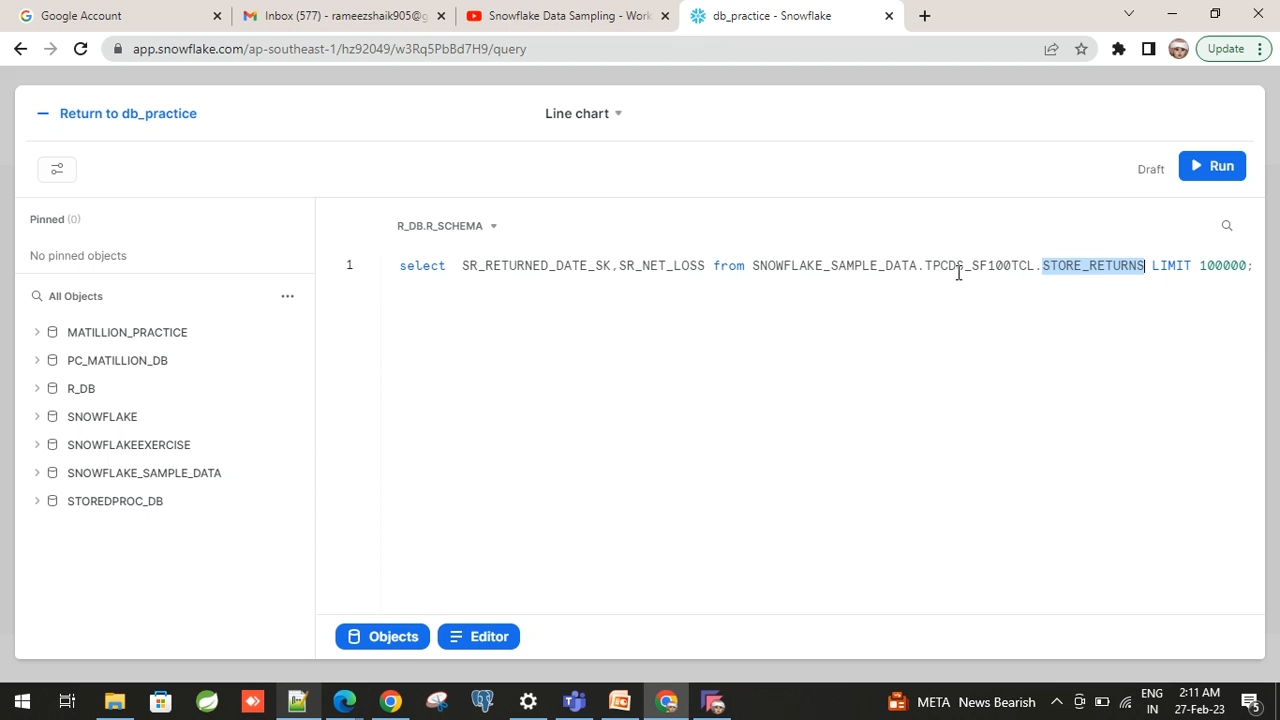 Google Account
Inbox (577) - rameezshaik905@g
Snowflake Data Sampling - Work
db_practice - Snowflake
app.snowflake.com/ap-southeast-1/hz92049/w3Rq5PbBd7H9/query
Update
Return to db_practice
Line chart
Draft
Run
Pinned (0)
No pinned objects
All Objects
MATILLION_PRACTICE
PC_MATILLION_DB
R_DB
SNOWFLAKE
SNOWFLAKEEXERCISE
SNOWFLAKE_SAMPLE_DATA
STOREDPROC_DB
R_DB.R_SCHEMA
1 select SR_RETURNED_DATE_SK,SR_NET_LOSS from SNOWFLAKE_SAMPLE_DATA.TPCDS_SF100TCL.STORE_RETURNS LIMIT 100000;
Objects
Editor
META News Bearish
ENG
IN
2:11 AM
27-Feb-23
5